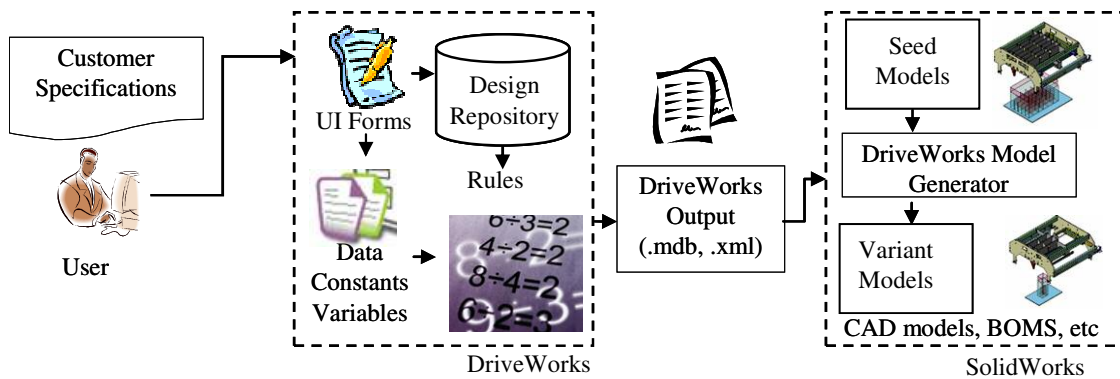 Customer
Specifications
User
UI Forms
Design
Repository
Rules
Data
Constants
Variables
6÷3=2
4÷2=2
8÷4=2
6÷2=3
DriveWorks
DriveWorks
Output
(.mdb, .xml)
Seed
Models
DriveWorks Model
Generator
Variant
Models
CAD models, BOMS, etc
SolidWorks